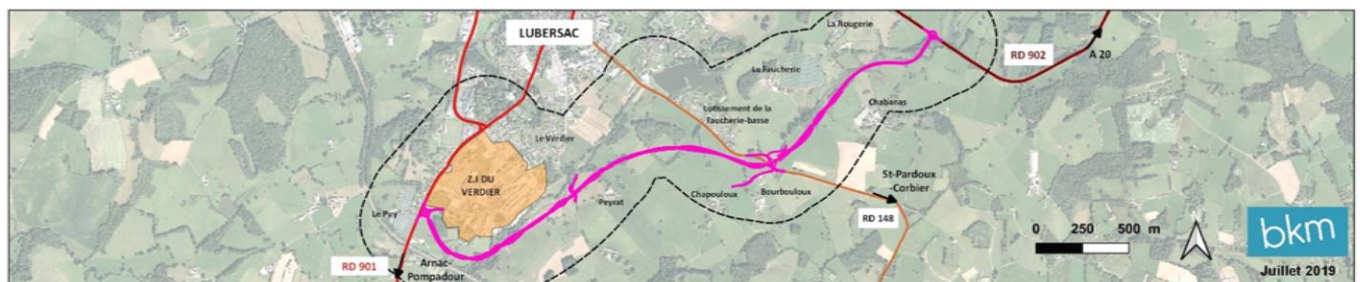 LUBERSAC
La Rougerie
RD 902
A 20
La Faucherie
Chabanas
Lotissement de la
Faucherie-basse
Le Verdier
Z.I DU
VERDIER
St-Pardoux
-Corbier
Chapouloux
Bourbouloux
Peyrat
Le Puy
RD 148
0 250 500 m
bkm
RD 901
Arnac-
Pompadour
Juillet 2019